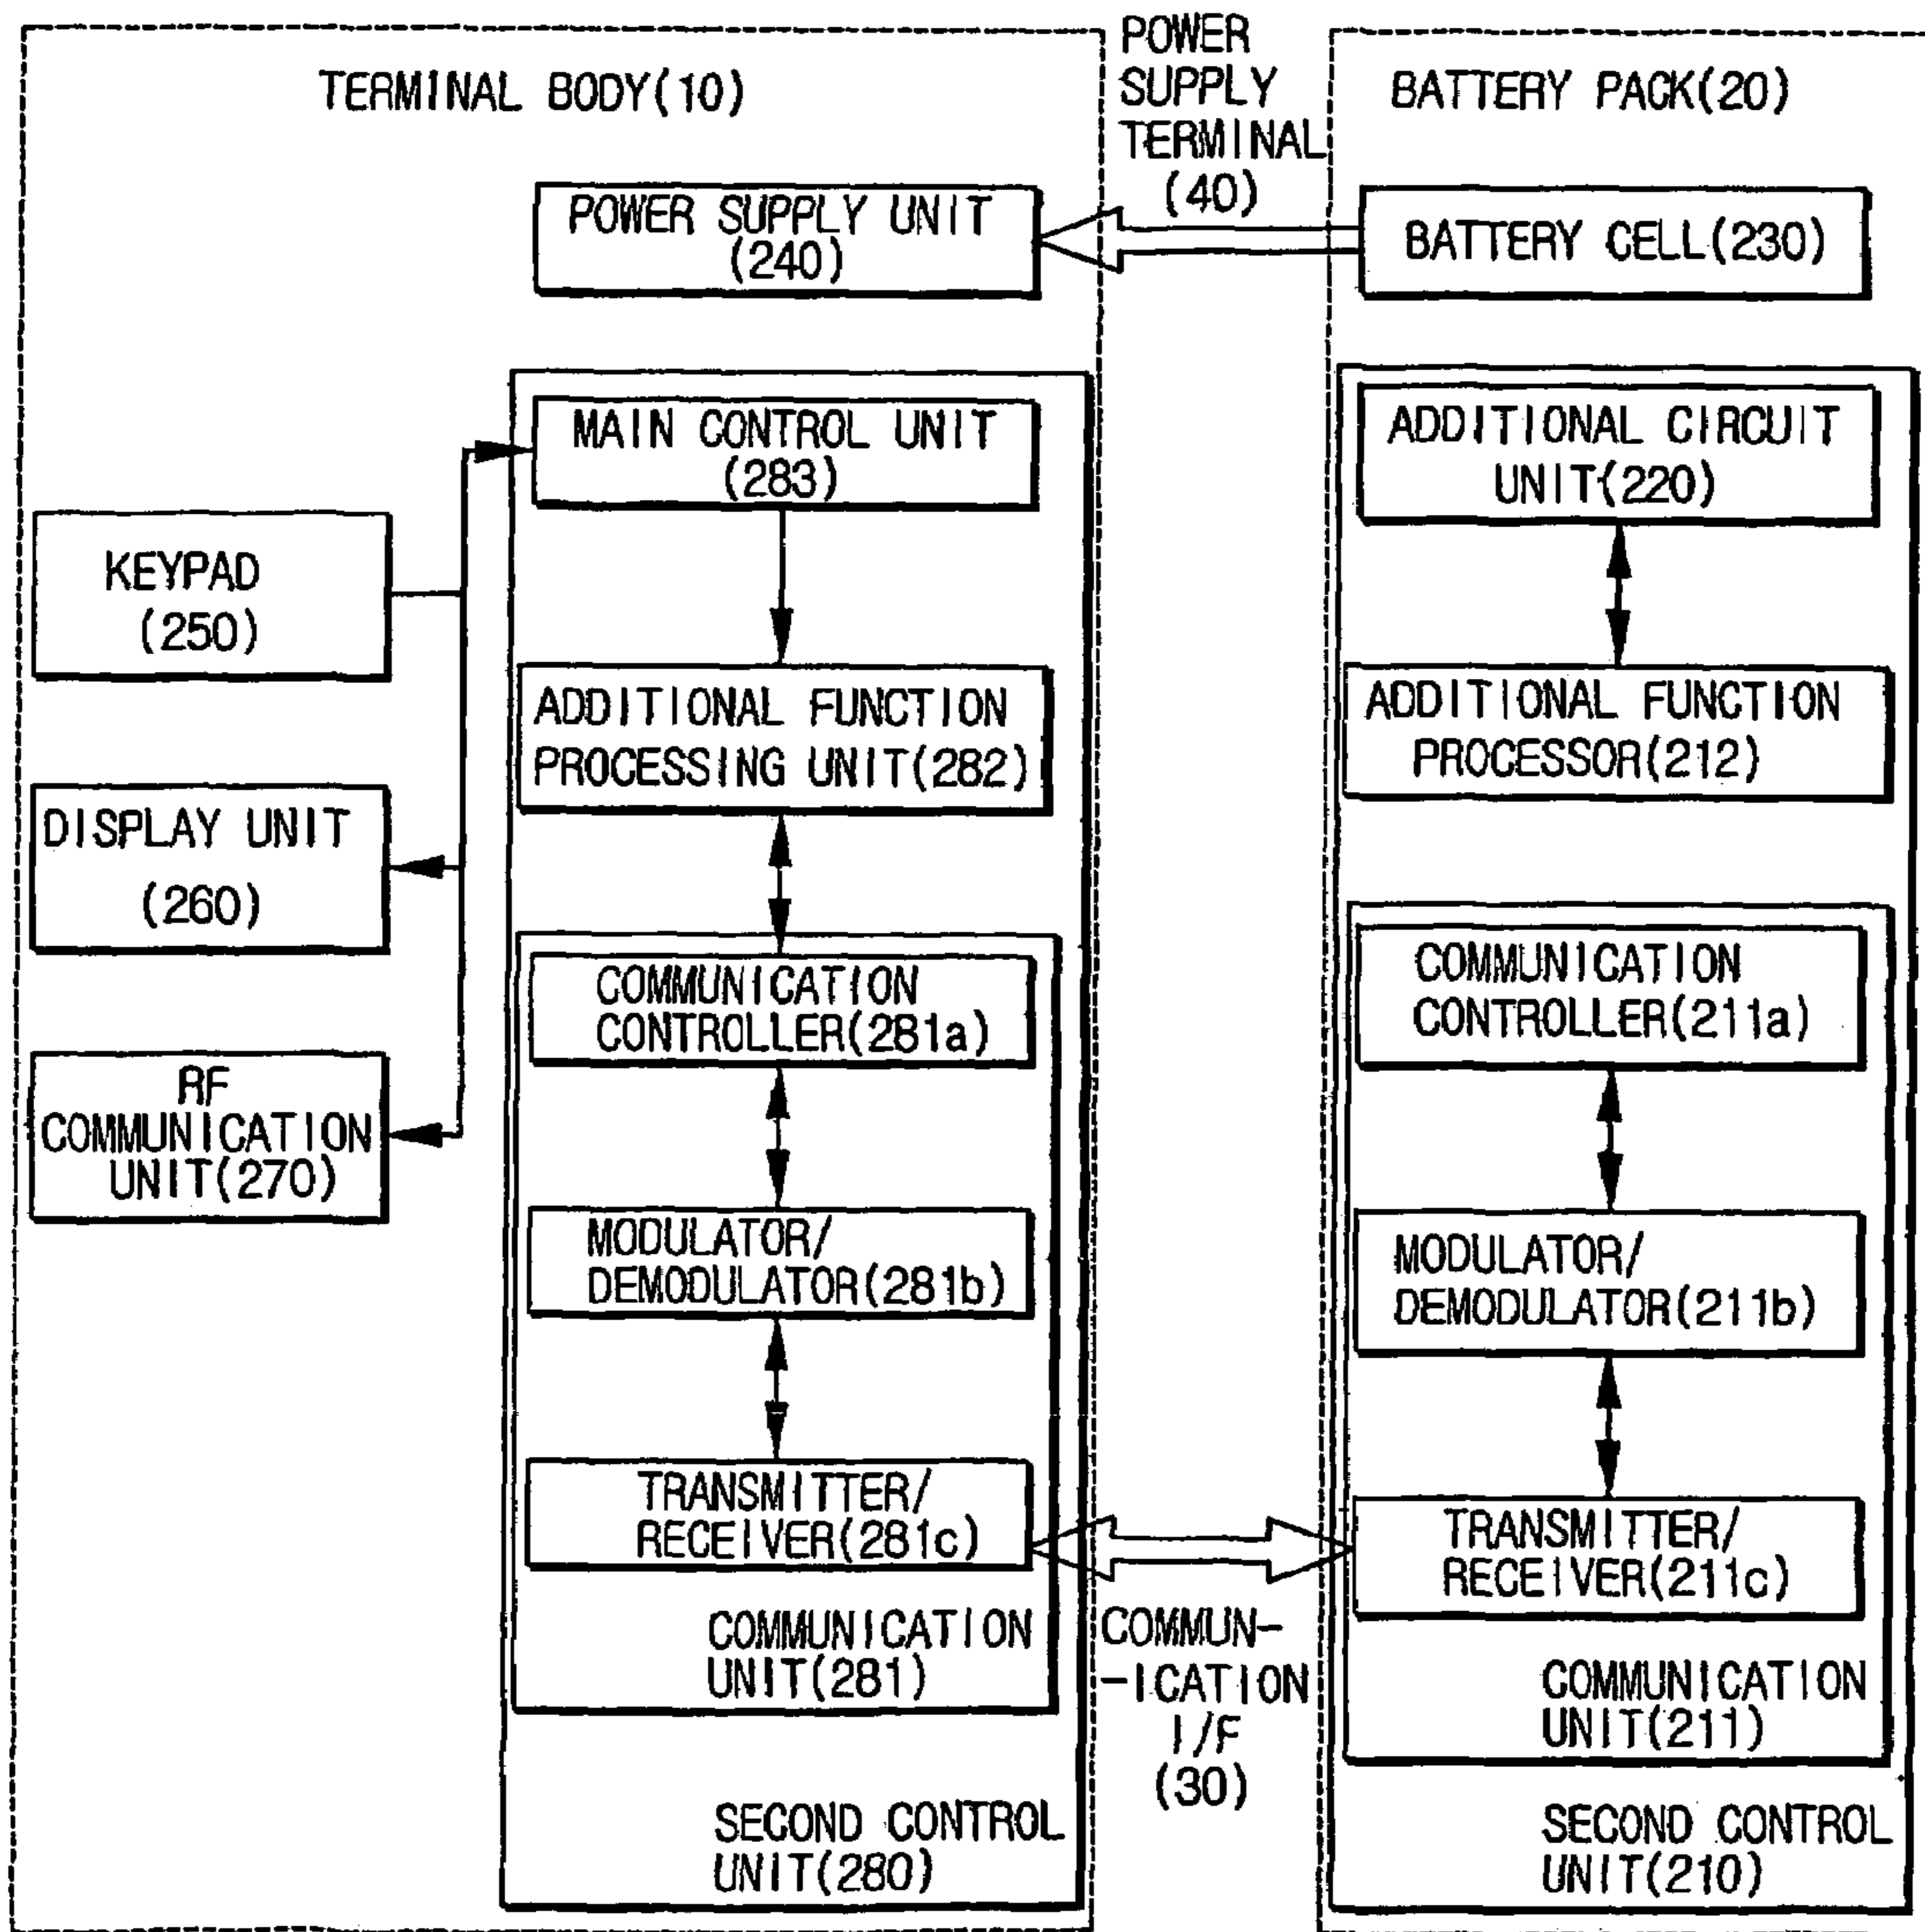 TERMINAL BODY(10)
POWER
SUPPLY
TERMINAL
(40)
BATTERY PACK(20)
POWER SUPPLY UNIT
(240)
BATTERY CELL(230)
MAIN CONTROL UNIT
(283)
ADDITIONAL CIRCUIT
UNIT(220)
KEYPAD
(250)
ADDITIONAL FUNCTION
PROCESSING UNIT(282)
ADDITIONAL FUNCTION
PROCESSOR(212)
DISPLAY UNIT
(260)
COMMUNICATION
CONTROLLER(281a)
COMMUNICATION
CONTROLLER(211a)
RF
COMMUNICATION
UNIT(270)
MODULATOR/
DEMODULATOR(281b)
MODULATOR/
DEMODULATOR(211b)
TRANSMITTER/
RECEIVER(281c)
TRANSMITTER/
RECEIVER(211c)
COMMUNICATION
UNIT(281)
COMMUN-
-ICATION
I/F
(30)
COMMUNICATION
UNIT(211)
SECOND CONTROL
UNIT(280)
SECOND CONTROL
UNIT(210)